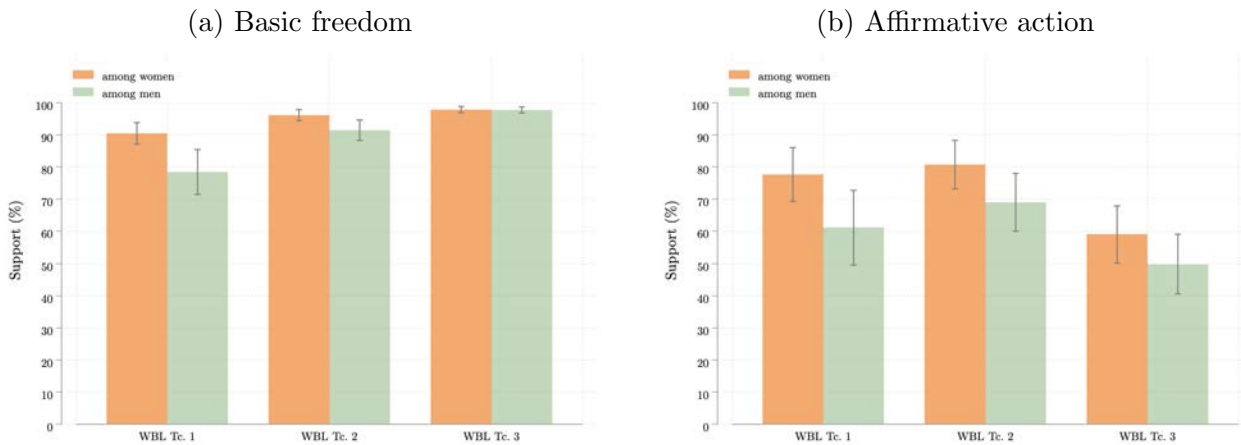 (a) Basic freedom
among women
among men
100
90
80
70
60
50
40
30
20
10
0
Support (%)
WBL Tc. 1
WBL Tc. 2
WBL Tc. 3
(b) Affirmative action
among women
among men
100
90
80
70
60
50
40
30
20
10
0
Support (%)
WBL Tc. 1
WBL Tc. 2
WBL Tc. 3